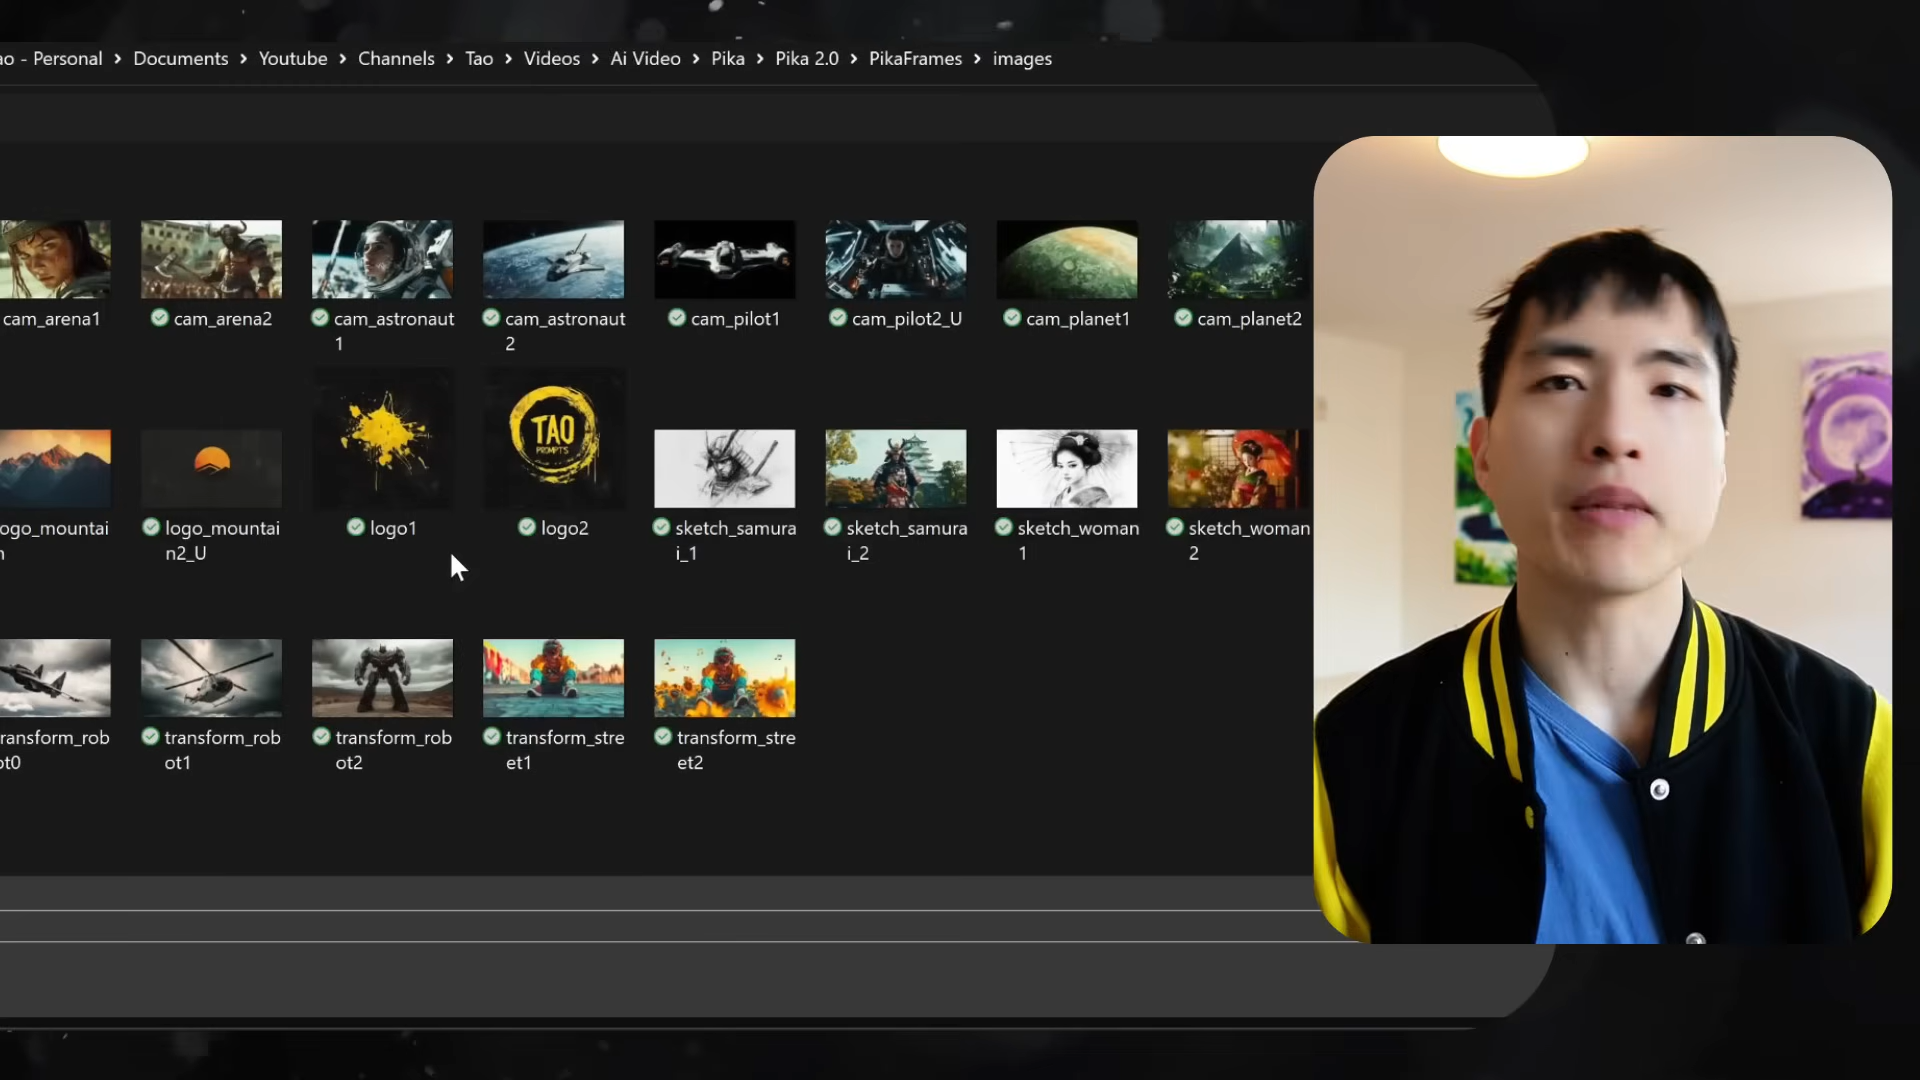 ao - Personal > Documents > Youtube > Channels > Tao > Videos > Ai Video > Pika > Pika 2.0 > PikaFrames > images
cam_arena1
cam_arena2
cam_astronaut
1
cam_astronaut
2
cam_pilot1
cam_pilot2_U
cam_planet1
cam_planet2
TAO
PROMPTS
ogo_mountai
n
logo_mountai
n2_U
logo1
logo2
sketch_samura
i_1
sketch_samura
i_2
sketch_woman
1
sketch_woman
2
ransform_rob
ot0
transform_rob
ot1
transform_rob
ot2
transform_stre
et1
transform_stre
et2